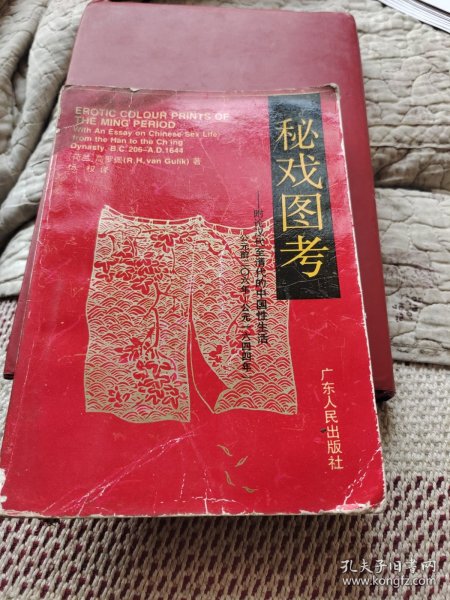 EROTIC COLOUR PRINTS OF
THE MING PERIOD
With An Essay on Chinese Sex Life
from the Han to the Ch'ing
Dynasty. B.C. 206-A.D.1644
高罗佩(R.H.van Gulik)著
杨权译
秘戏图考
——附论汉代至清代的中国性生活
公元前二〇六年—公元一六四四年
广东人民出版社
孔夫子旧书网
www.kongfz.com